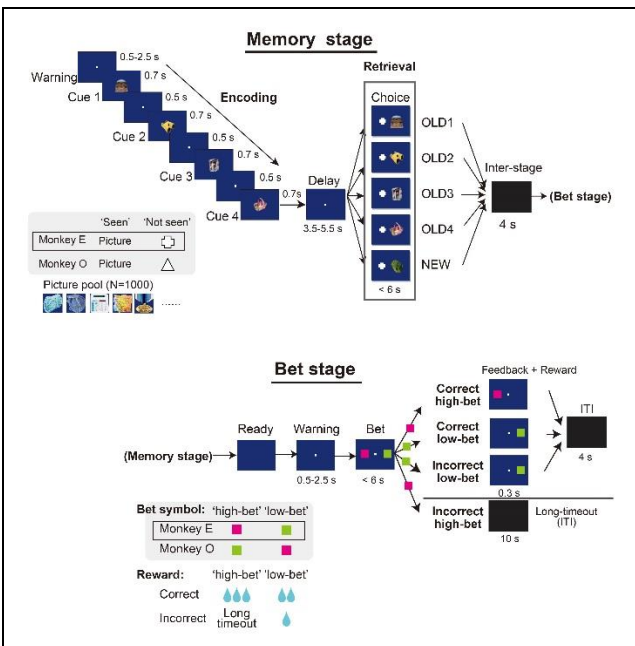 Memory stage
0.5-2.5 s
Warning
0.7 s
Cue 1
0.5 s
Encoding
0.7 s
Cue 2
0.5 s
0.7 s
Cue 3
0.5 s
Cue 4
0.7s
Delay
3.5-5.5 s
Retrieval
Choice
OLD1
OLD2
OLD3
OLD4
NEW
< 6 s
Inter-stage
4 s
(Bet stage)
'Seen' 'Not seen'
Monkey E Picture
Monkey O Picture
Picture pool (N=1000)
......
Bet stage
Feedback + Reward
(Memory stage)
Ready
Warning
0.5-2.5 s
Bet
< 6 s
Correct
high-bet
Correct
low-bet
Incorrect
low-bet
0.3 s
ITI
4 s
Incorrect
high-bet
10 s
Long-timeout
(ITI)
Bet symbol: 'high-bet' 'low-bet'
Monkey E
Monkey O
Reward: 'high-bet' 'low-bet'
Correct
Incorrect Long
timeout